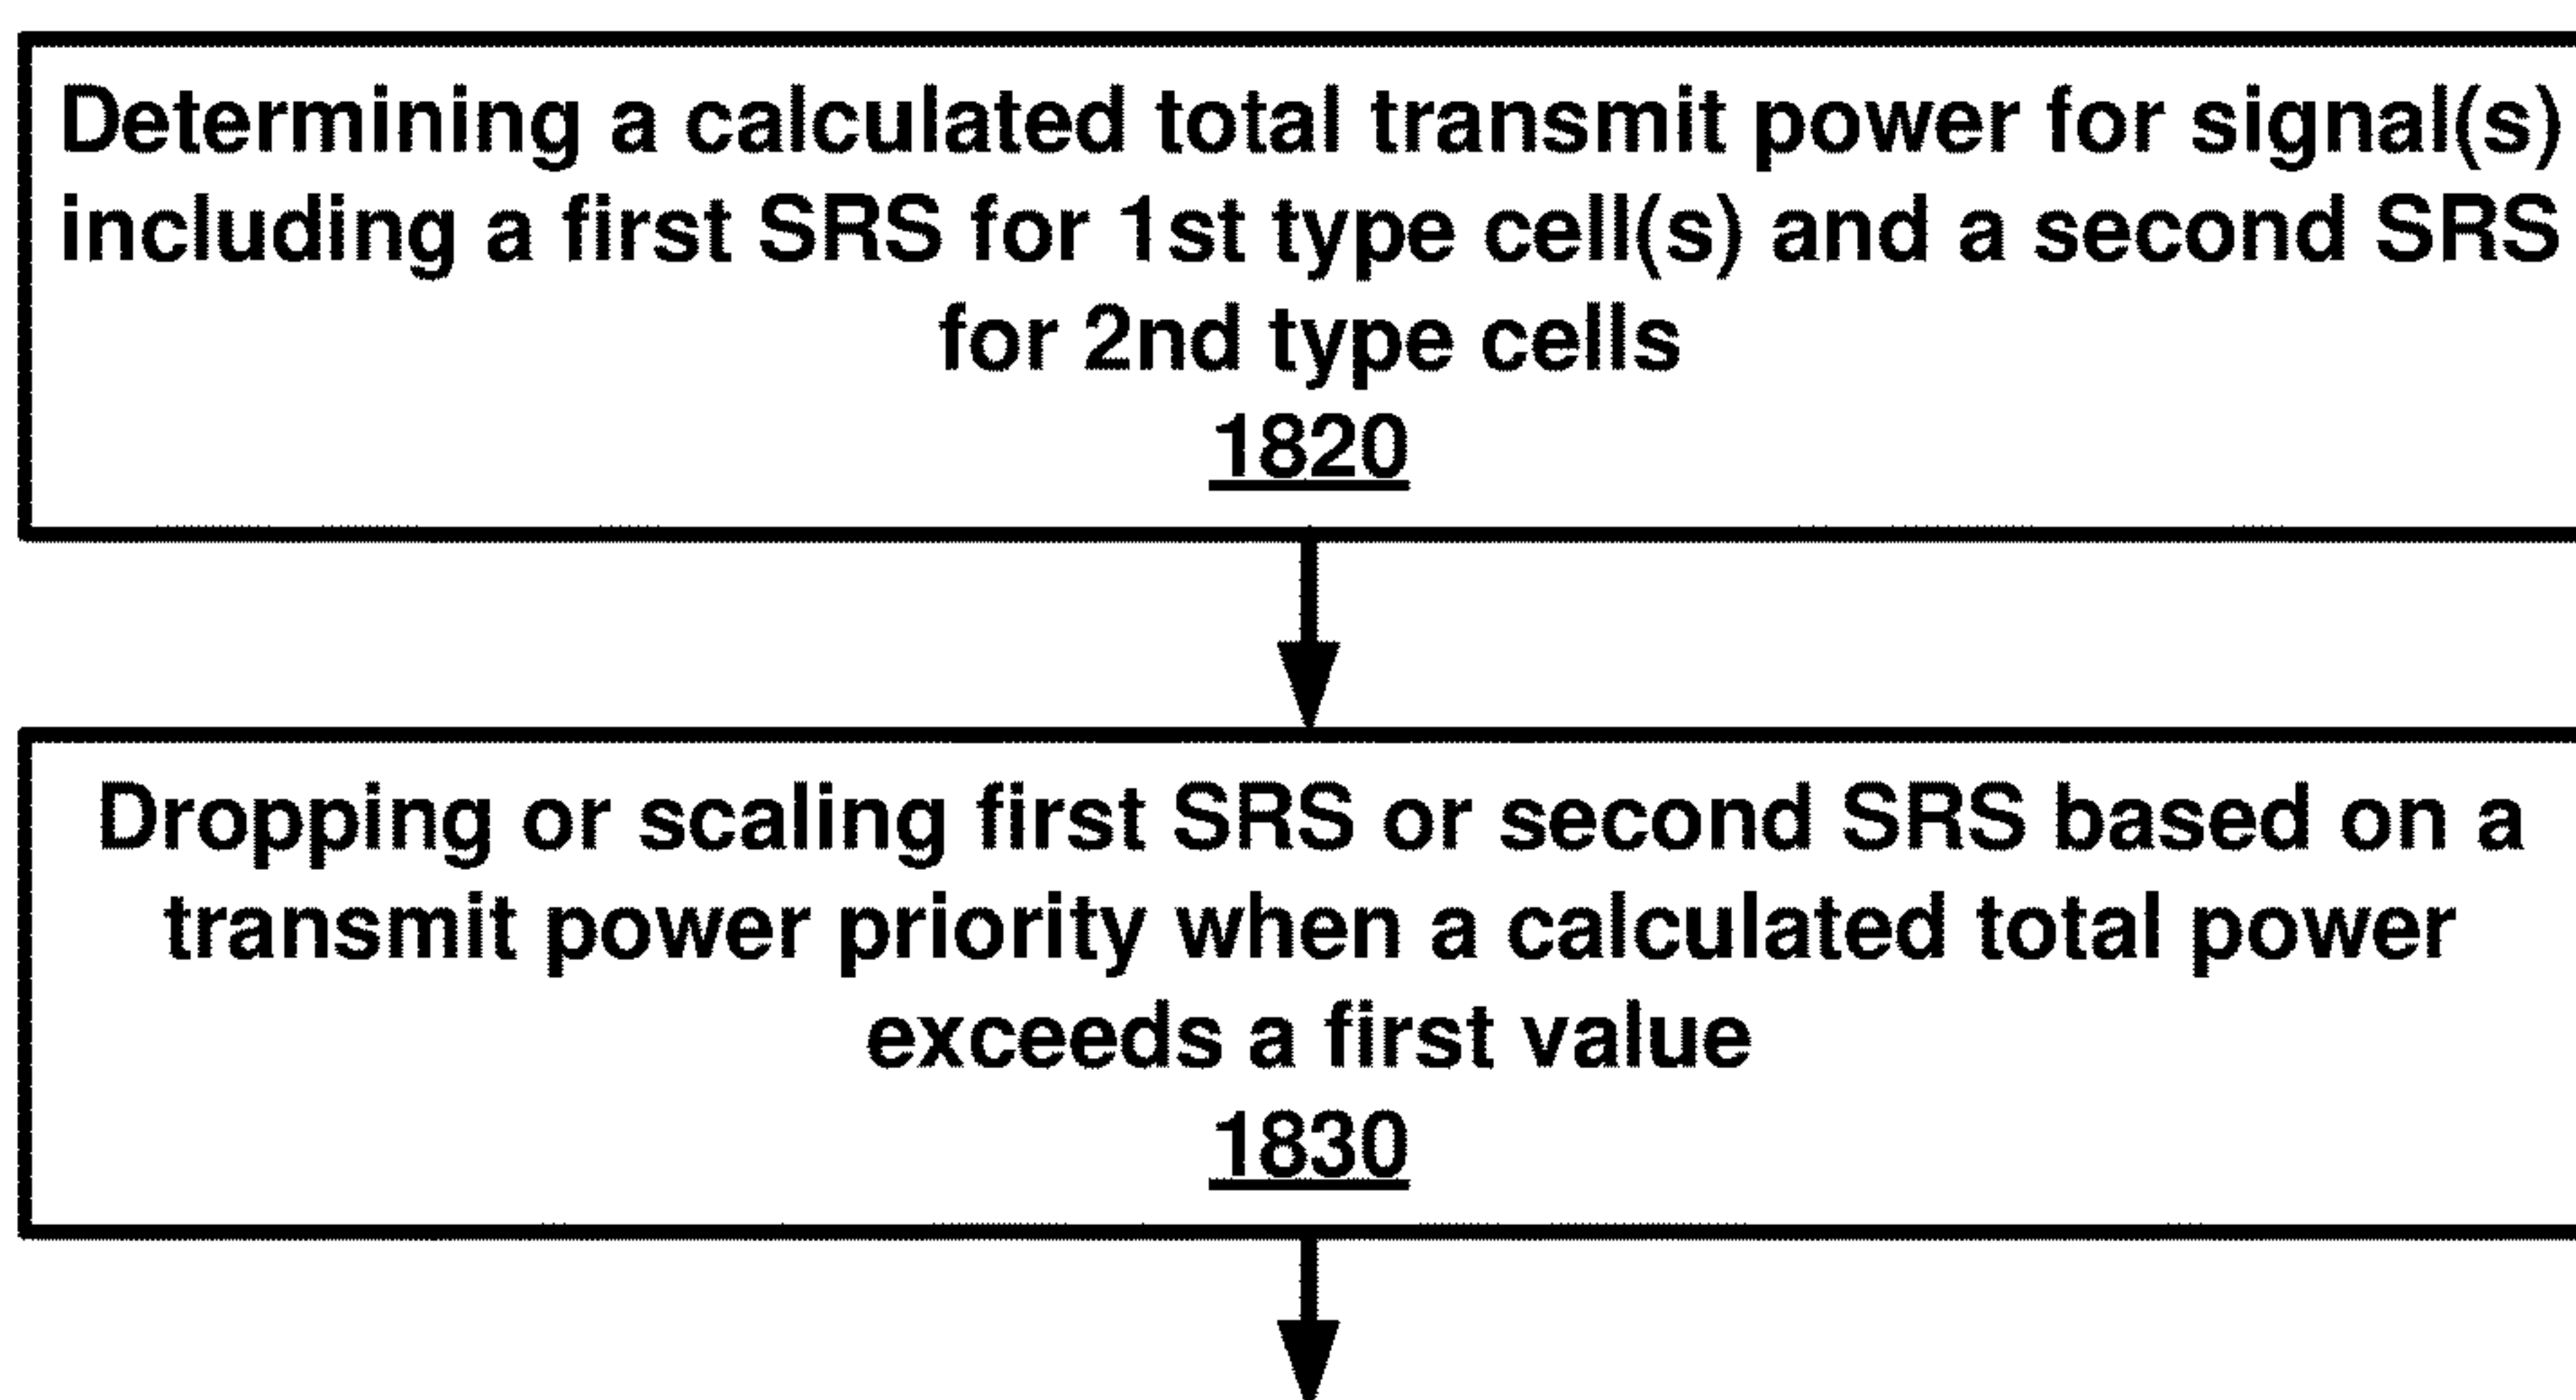 Determining a calculated total transmit power for signal(s)
including a first SRS for 1st type cell(s) and a second SRS
for 2nd type cells
1820
Dropping or scaling first SRS or second SRS based on a
transmit power priority when a calculated total power
exceeds a first value
1830